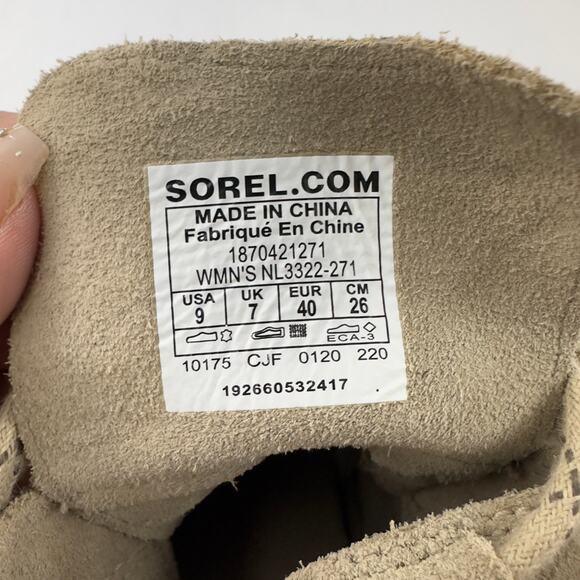 SOREL.COM
MADE IN CHINA
Fabriqué En Chine
1870421271
WMN'S NL3322-271
USA UK EUR CM
9 7 40 26
ECA-3
10175 CJF 0120 220
192660532417 .